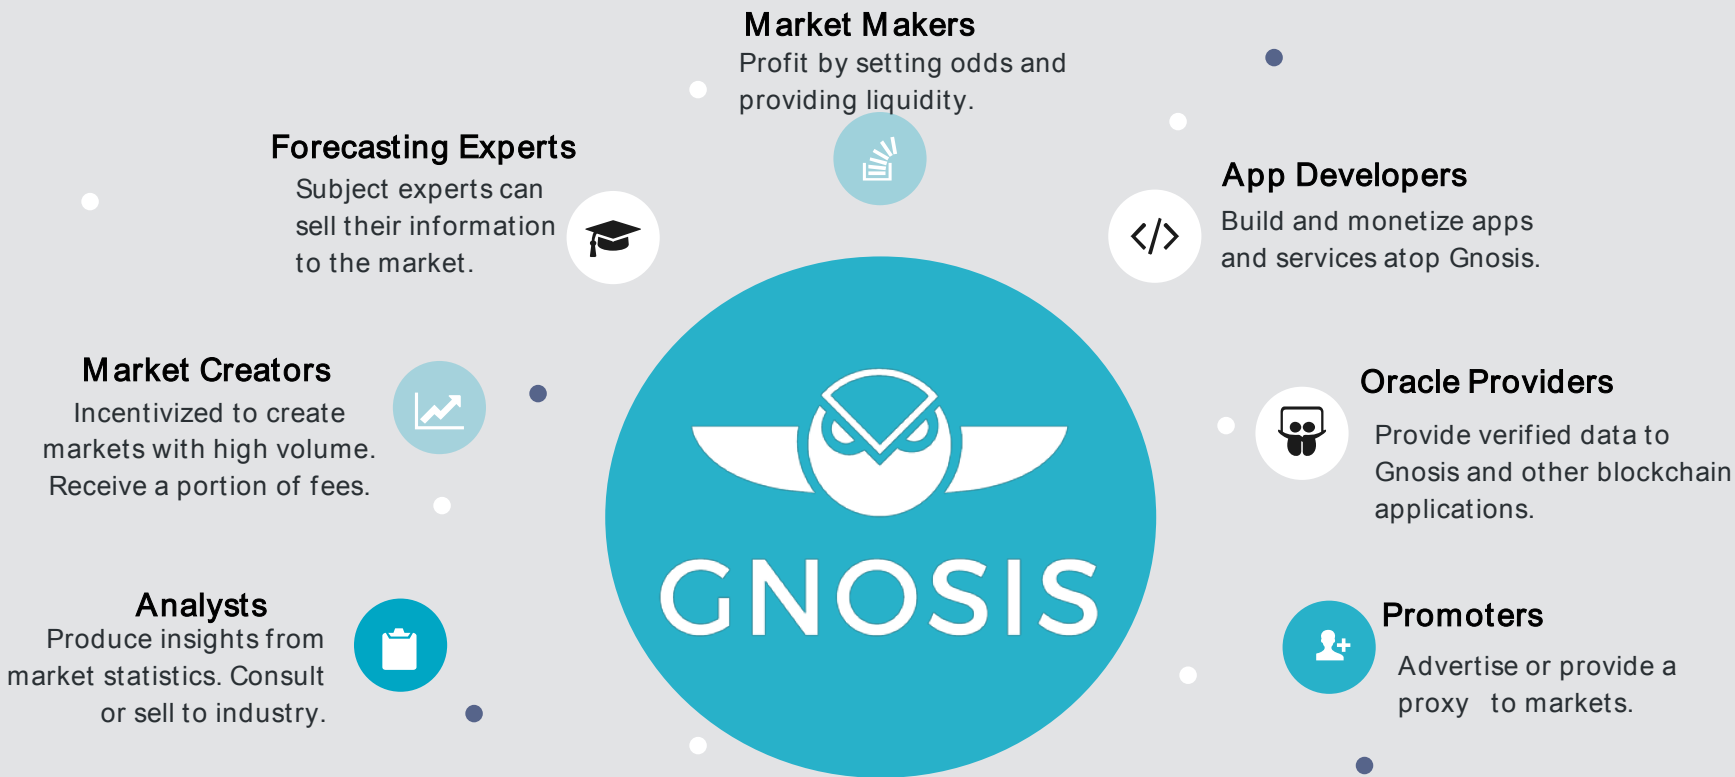 Market Makers
Profit by setting odds and
providing liquidity.
Forecasting Experts
Subject experts can
sell their information
to the market.
App Developers
Build and monetize apps
and services atop Gnosis.
Market Creators
Incentivized to create
markets with high volume.
Receive a portion of fees.
Oracle Providers
Provide verified data to
Gnosis and other blockchain
applications.
GNOSIS
Analysts
Produce insights from
market statistics. Consult
or sell to industry.
Promoters
Advertise or provide a
proxy to markets.